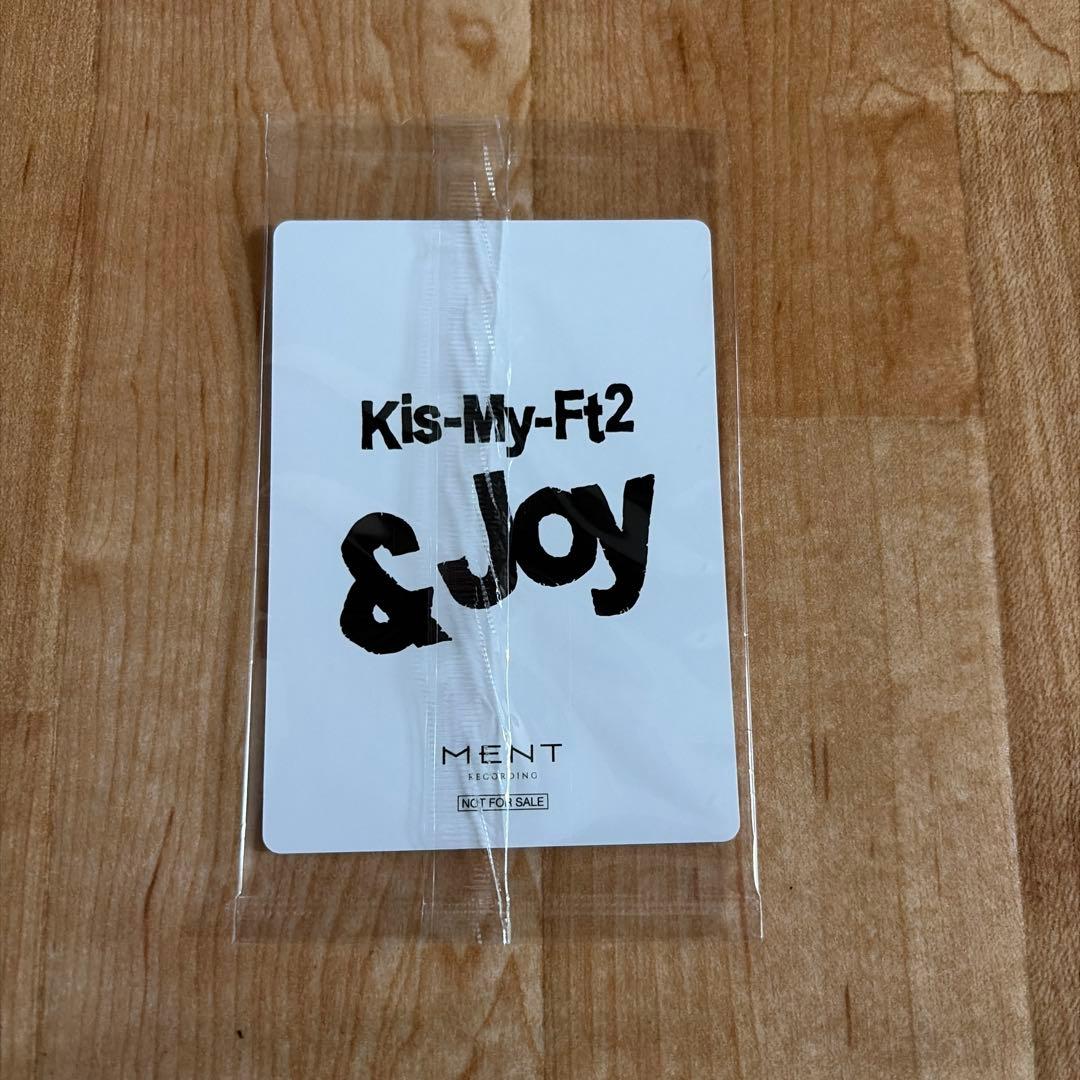 Kis-My-Ft2
& Joy
MENT
RECORDING
NOT FOR SALE